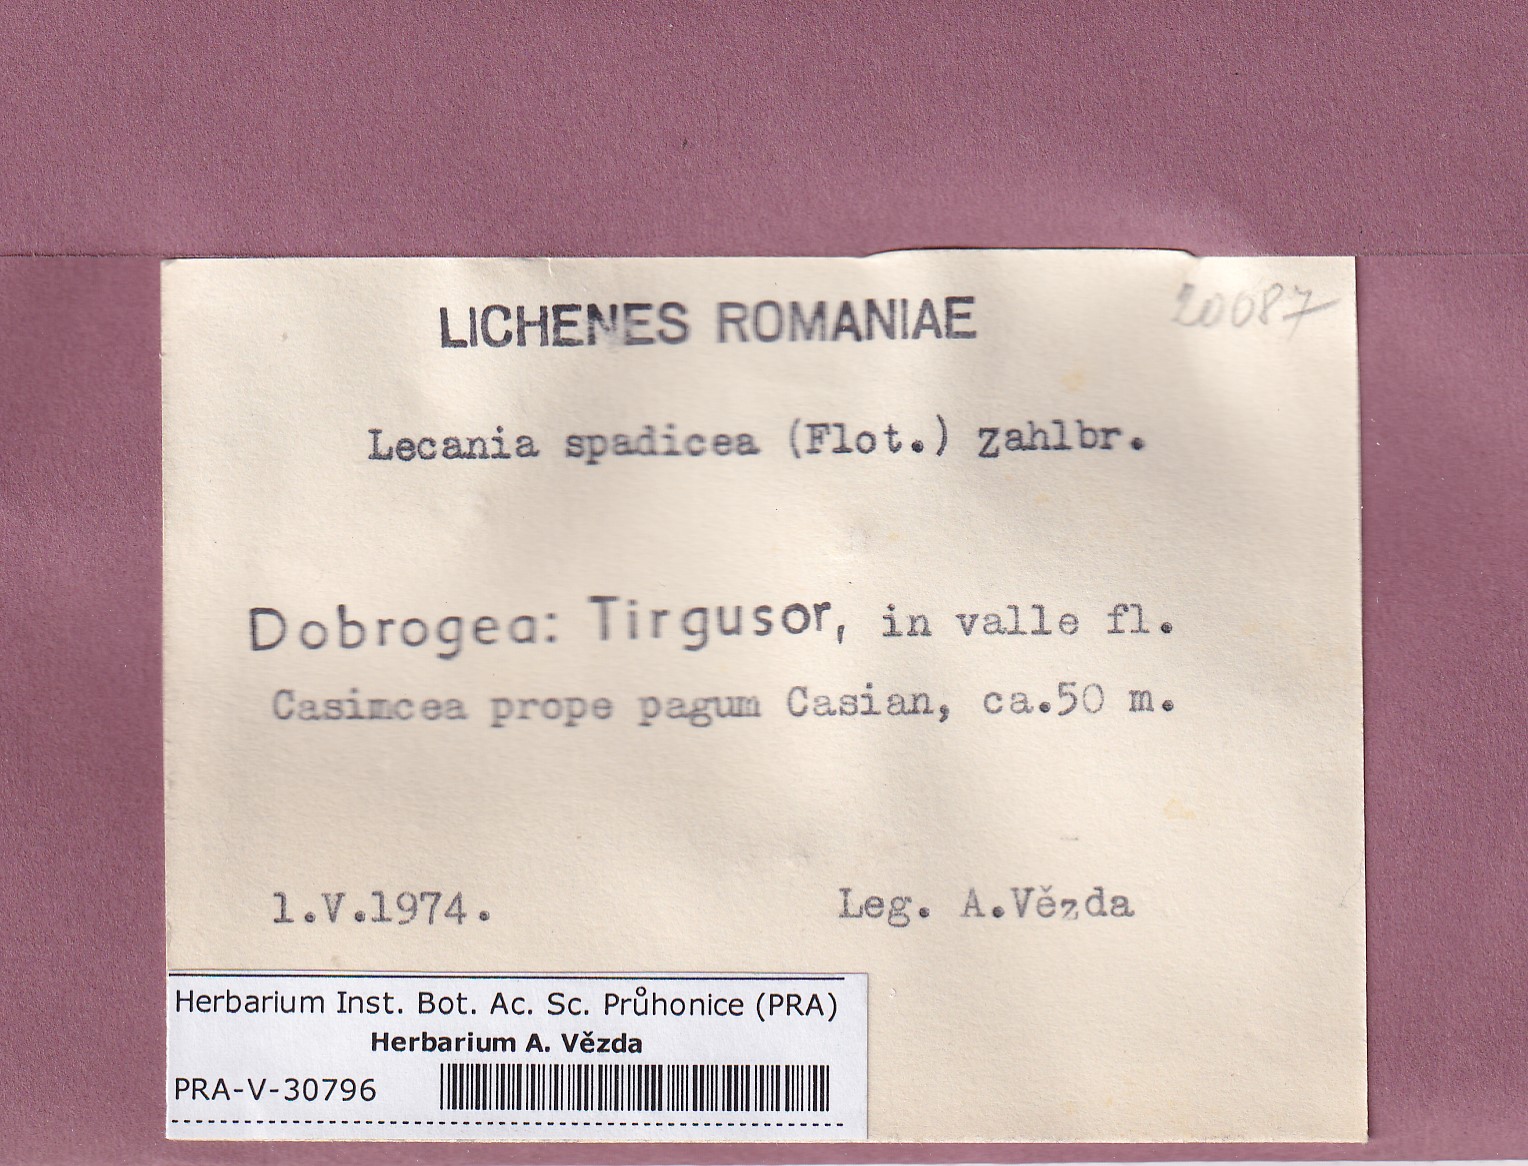 LICHENES ROMANIAE
20087
Lecania spadicea (Flot.) Zahlbr.
Dobrogea: Tirgusor, in valle fl.
Casimcea prope pagum Casian, ca.50 m.
1.V.1974.
Leg. A.Vězda
Herbarium Inst. Bot. Ac. Sc. Průhonice (PRA)
Herbarium A. Vězda
PRA-V-30796